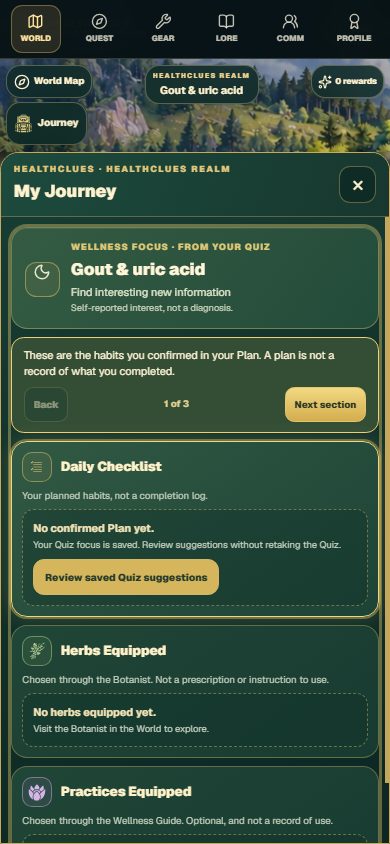 WORLD
QUEST
GEAR
LORE
COMM
PROFILE
World Map
HEALTHCLUES REALM
Gout & uric acid
0 rewards
Journey
HEALTHCLUES · HEALTHCLUES REALM
My Journey
WELLNESS FOCUS · FROM YOUR QUIZ
Gout & uric acid
Find interesting new information
Self-reported interest, not a diagnosis.
These are the habits you confirmed in your Plan. A plan is not a
record of what you completed.
Back
1 of 3
Next section
Daily Checklist
Your planned habits, not a completion log.
No confirmed Plan yet.
Your Quiz focus is saved. Review suggestions without retaking the Quiz.
Review saved Quiz suggestions
Herbs Equipped
Chosen through the Botanist. Not a prescription or instruction to use.
No herbs equipped yet.
Visit the Botanist in the World to explore.
Practices Equipped
Chosen through the Wellness Guide. Optional, and not a record of use.